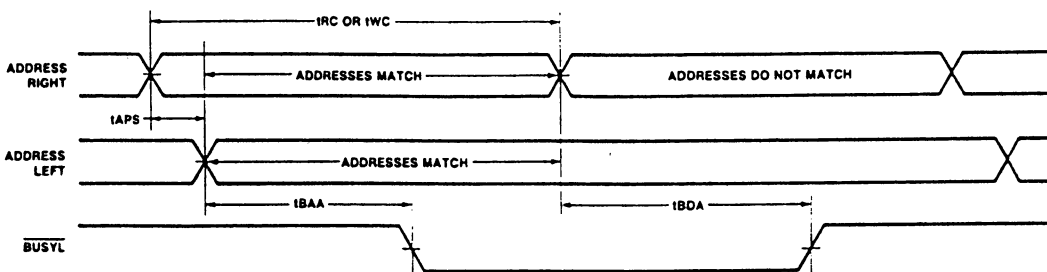 tRC OR tWC
ADDRESS
RIGHT
ADDRESSES MATCH
ADDRESSES DO NOT MATCH
tAPS
ADDRESS
LEFT
ADDRESSES MATCH
tBAA
tBDA
BUSYL